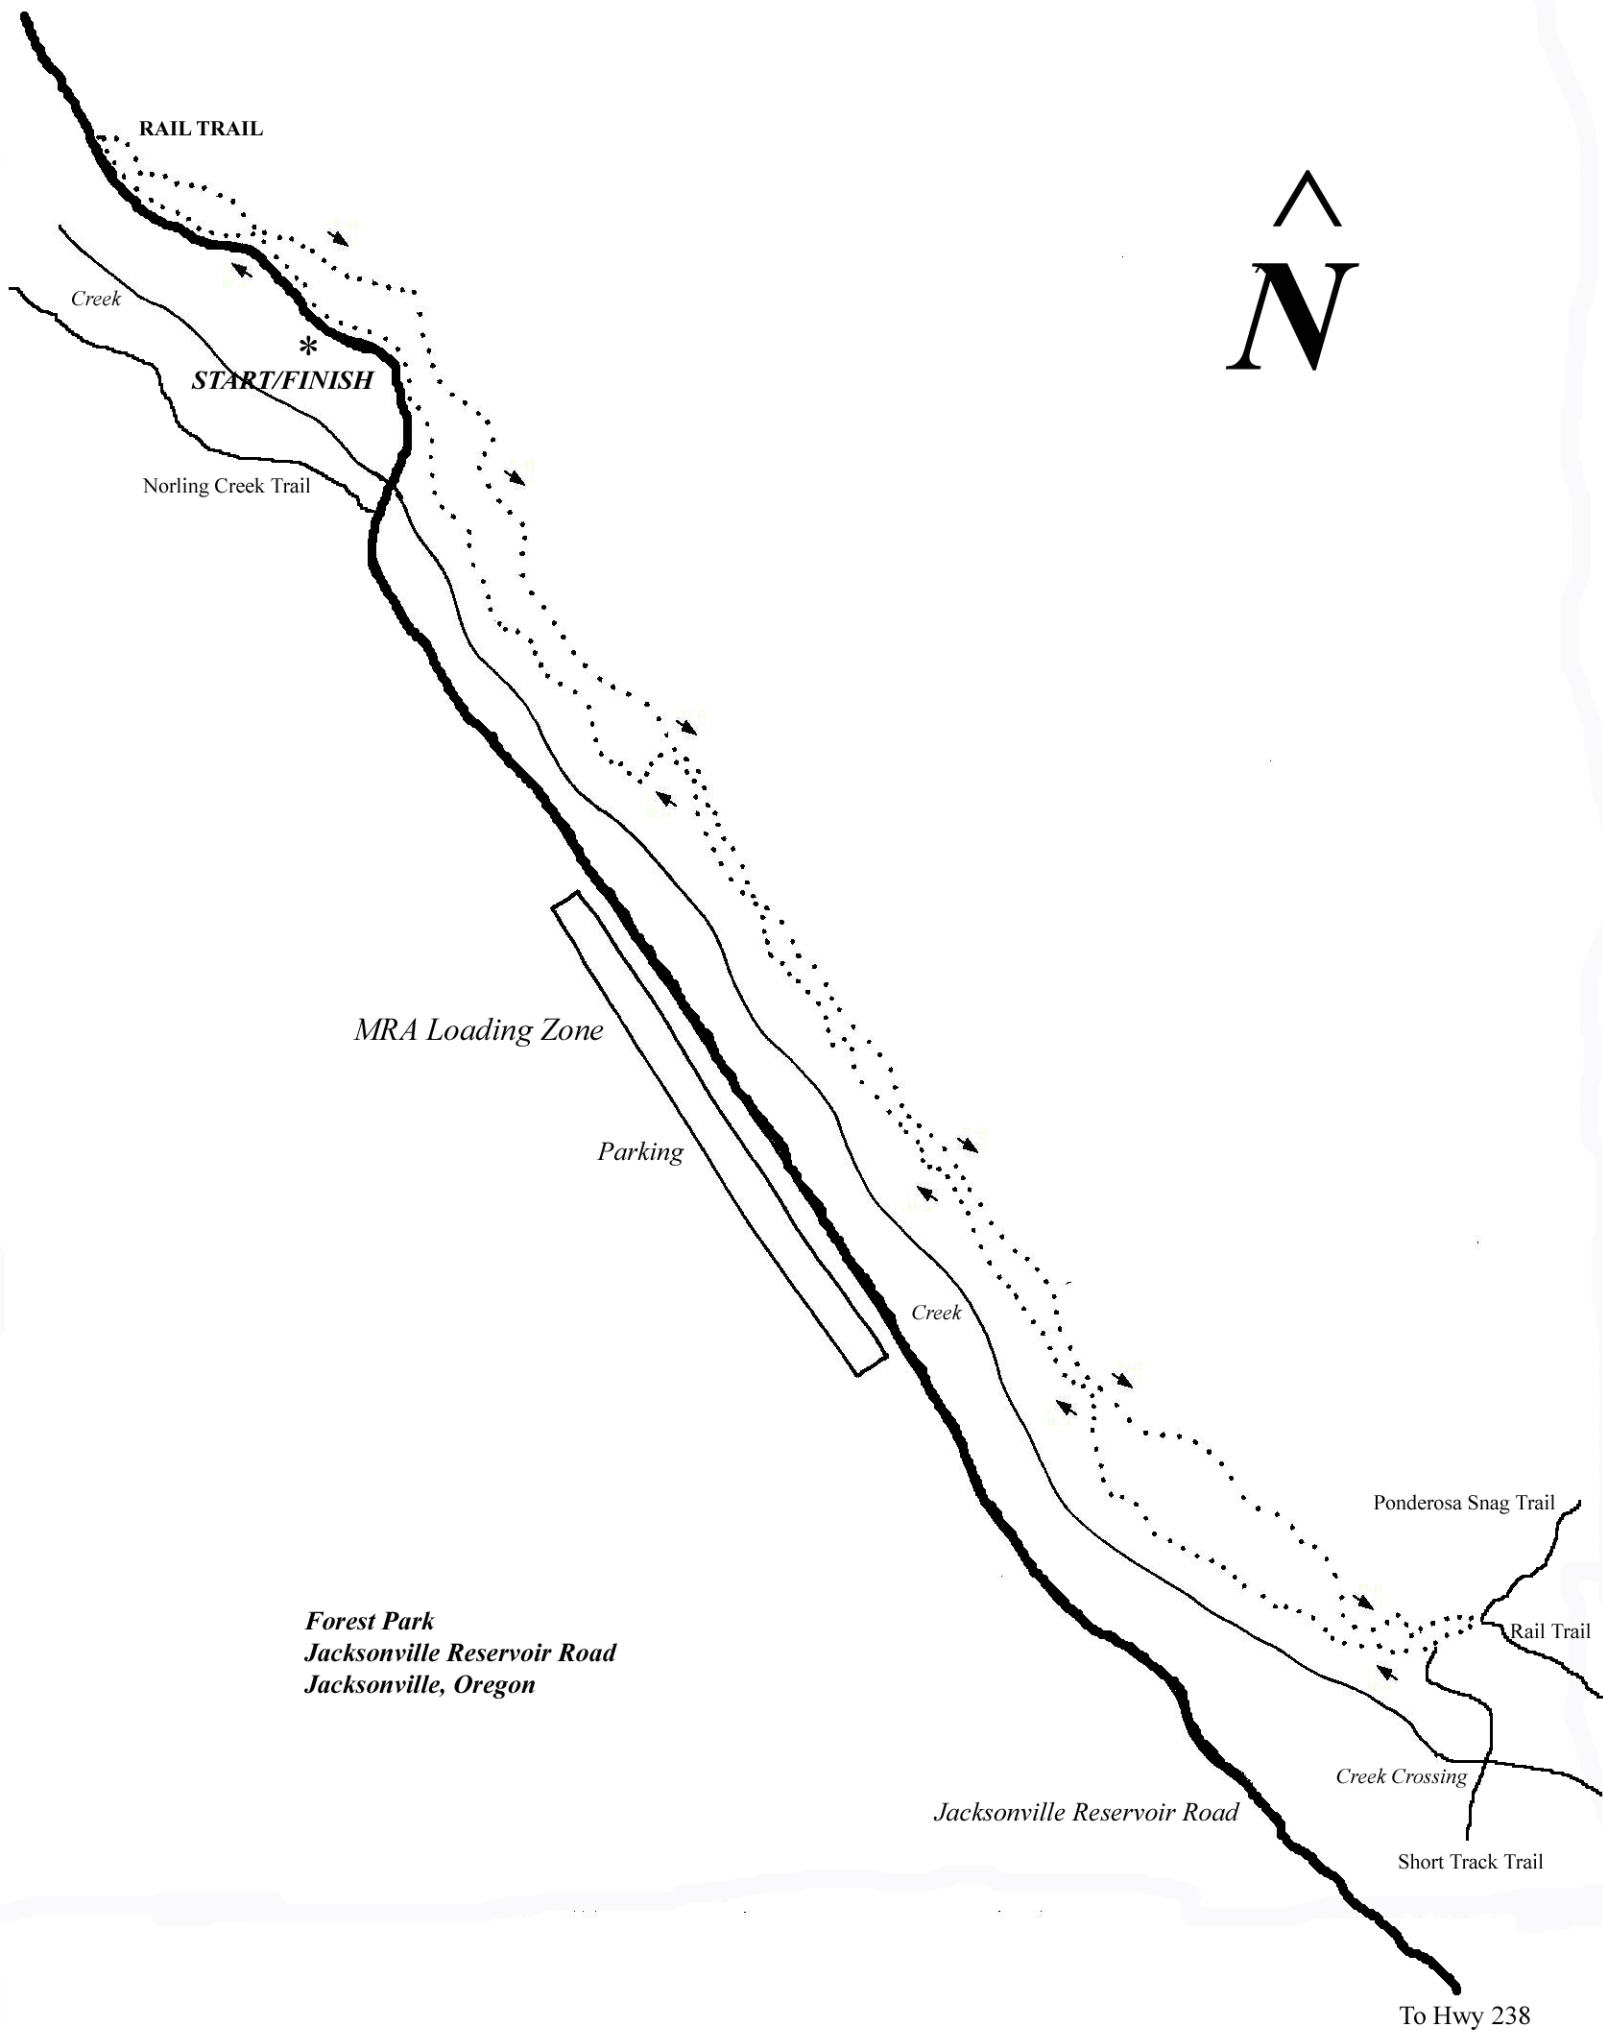 RAIL TRAIL
N
Creek
*
START/FINISH
Norling Creek Trail
MRA Loading Zone
Parking
Creek
Ponderosa Snag Trail
Forest Park
Jacksonville Reservoir Road
Jacksonville, Oregon
Rail Trail
Creek Crossing
Jacksonville Reservoir Road
Short Track Trail
To Hwy 238